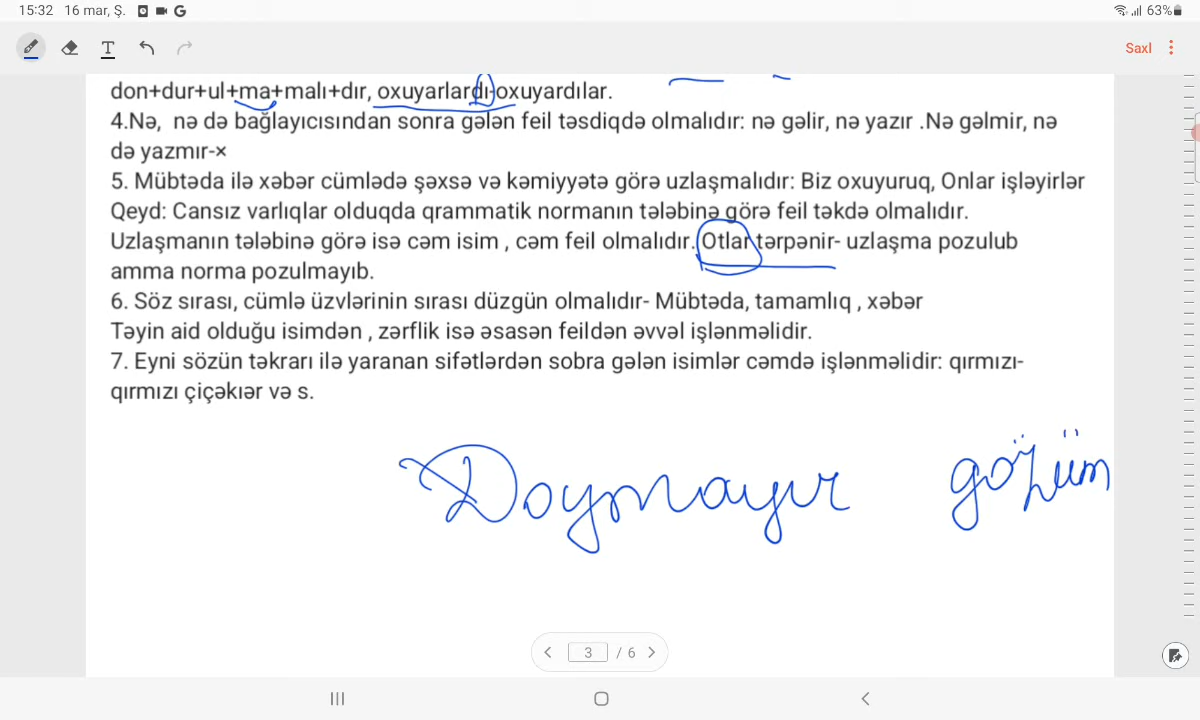 15:32 16 mar, Ş. 63%
Saxl
don+dur+ul+ma+malı+dır, oxuyarlardı-oxuyardılar.
4.Nə, nə də bağlayıcısından sonra gələn feil təsdiqdə olmalıdır: nə gəlir, nə yazır .Nə gəlmir, nə
də yazmır-×
5. Mübtəda ilə xəbər cümlədə şəxsə və kəmiyyətə görə uzlaşmalıdır: Biz oxuyuruq, Onlar işləyirlər
Qeyd: Cansız varlıqlar olduqda qrammatik normanın tələbinə görə feil təkdə olmalıdır.
Uzlaşmanın tələbinə görə isə cəm isim , cəm feil olmalıdır. Otlar tərpənir- uzlaşma pozulub
amma norma pozulmayıb.
6. Söz sırası, cümlə üzvlərinin sırası düzgün olmalıdır- Mübtəda, tamamlıq , xəbər
Təyin aid olduğu isimdən , zərflik isə əsasən feildən əvvəl işlənməlidir.
7. Eyni sözün təkrarı ilə yaranan sifətlərdən sobra gələn isimlər cəmdə işlənməlidir: qırmızı-
qırmızı çiçəkıər və s.
Doymayır gözüm
3 / 6